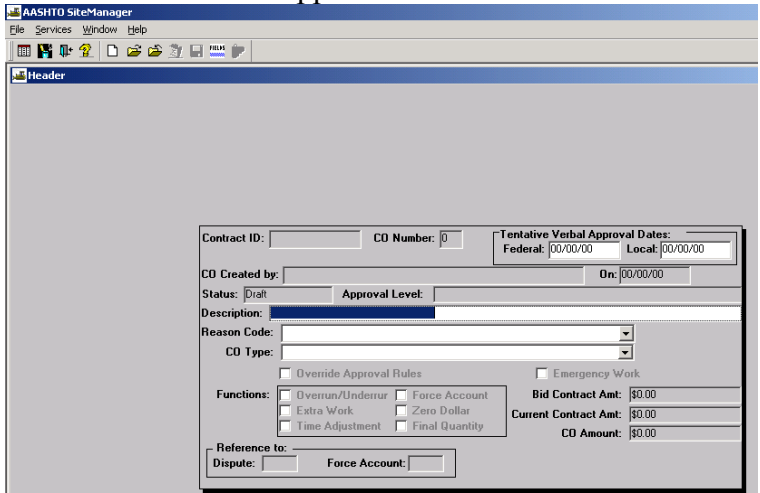 AASHTO SiteManager
File Services Window Help
FIELDS
Header
Contract ID: CO Number: 0 Tentative Verbal Approval Dates:
Federal: 00/00/00 Local: 00/00/00
CO Created by: On: 00/00/00
Status: Draft Approval Level:
Description:
Reason Code:
CO Type:
Override Approval Rules Emergency Work
Functions: Overrun/Underrur Force Account Bid Contract Amt: $0.00
Extra Work Zero Dollar Current Contract Amt: $0.00
Time Adjustment Final Quantity CO Amount: $0.00
Reference to:
Dispute: Force Account: